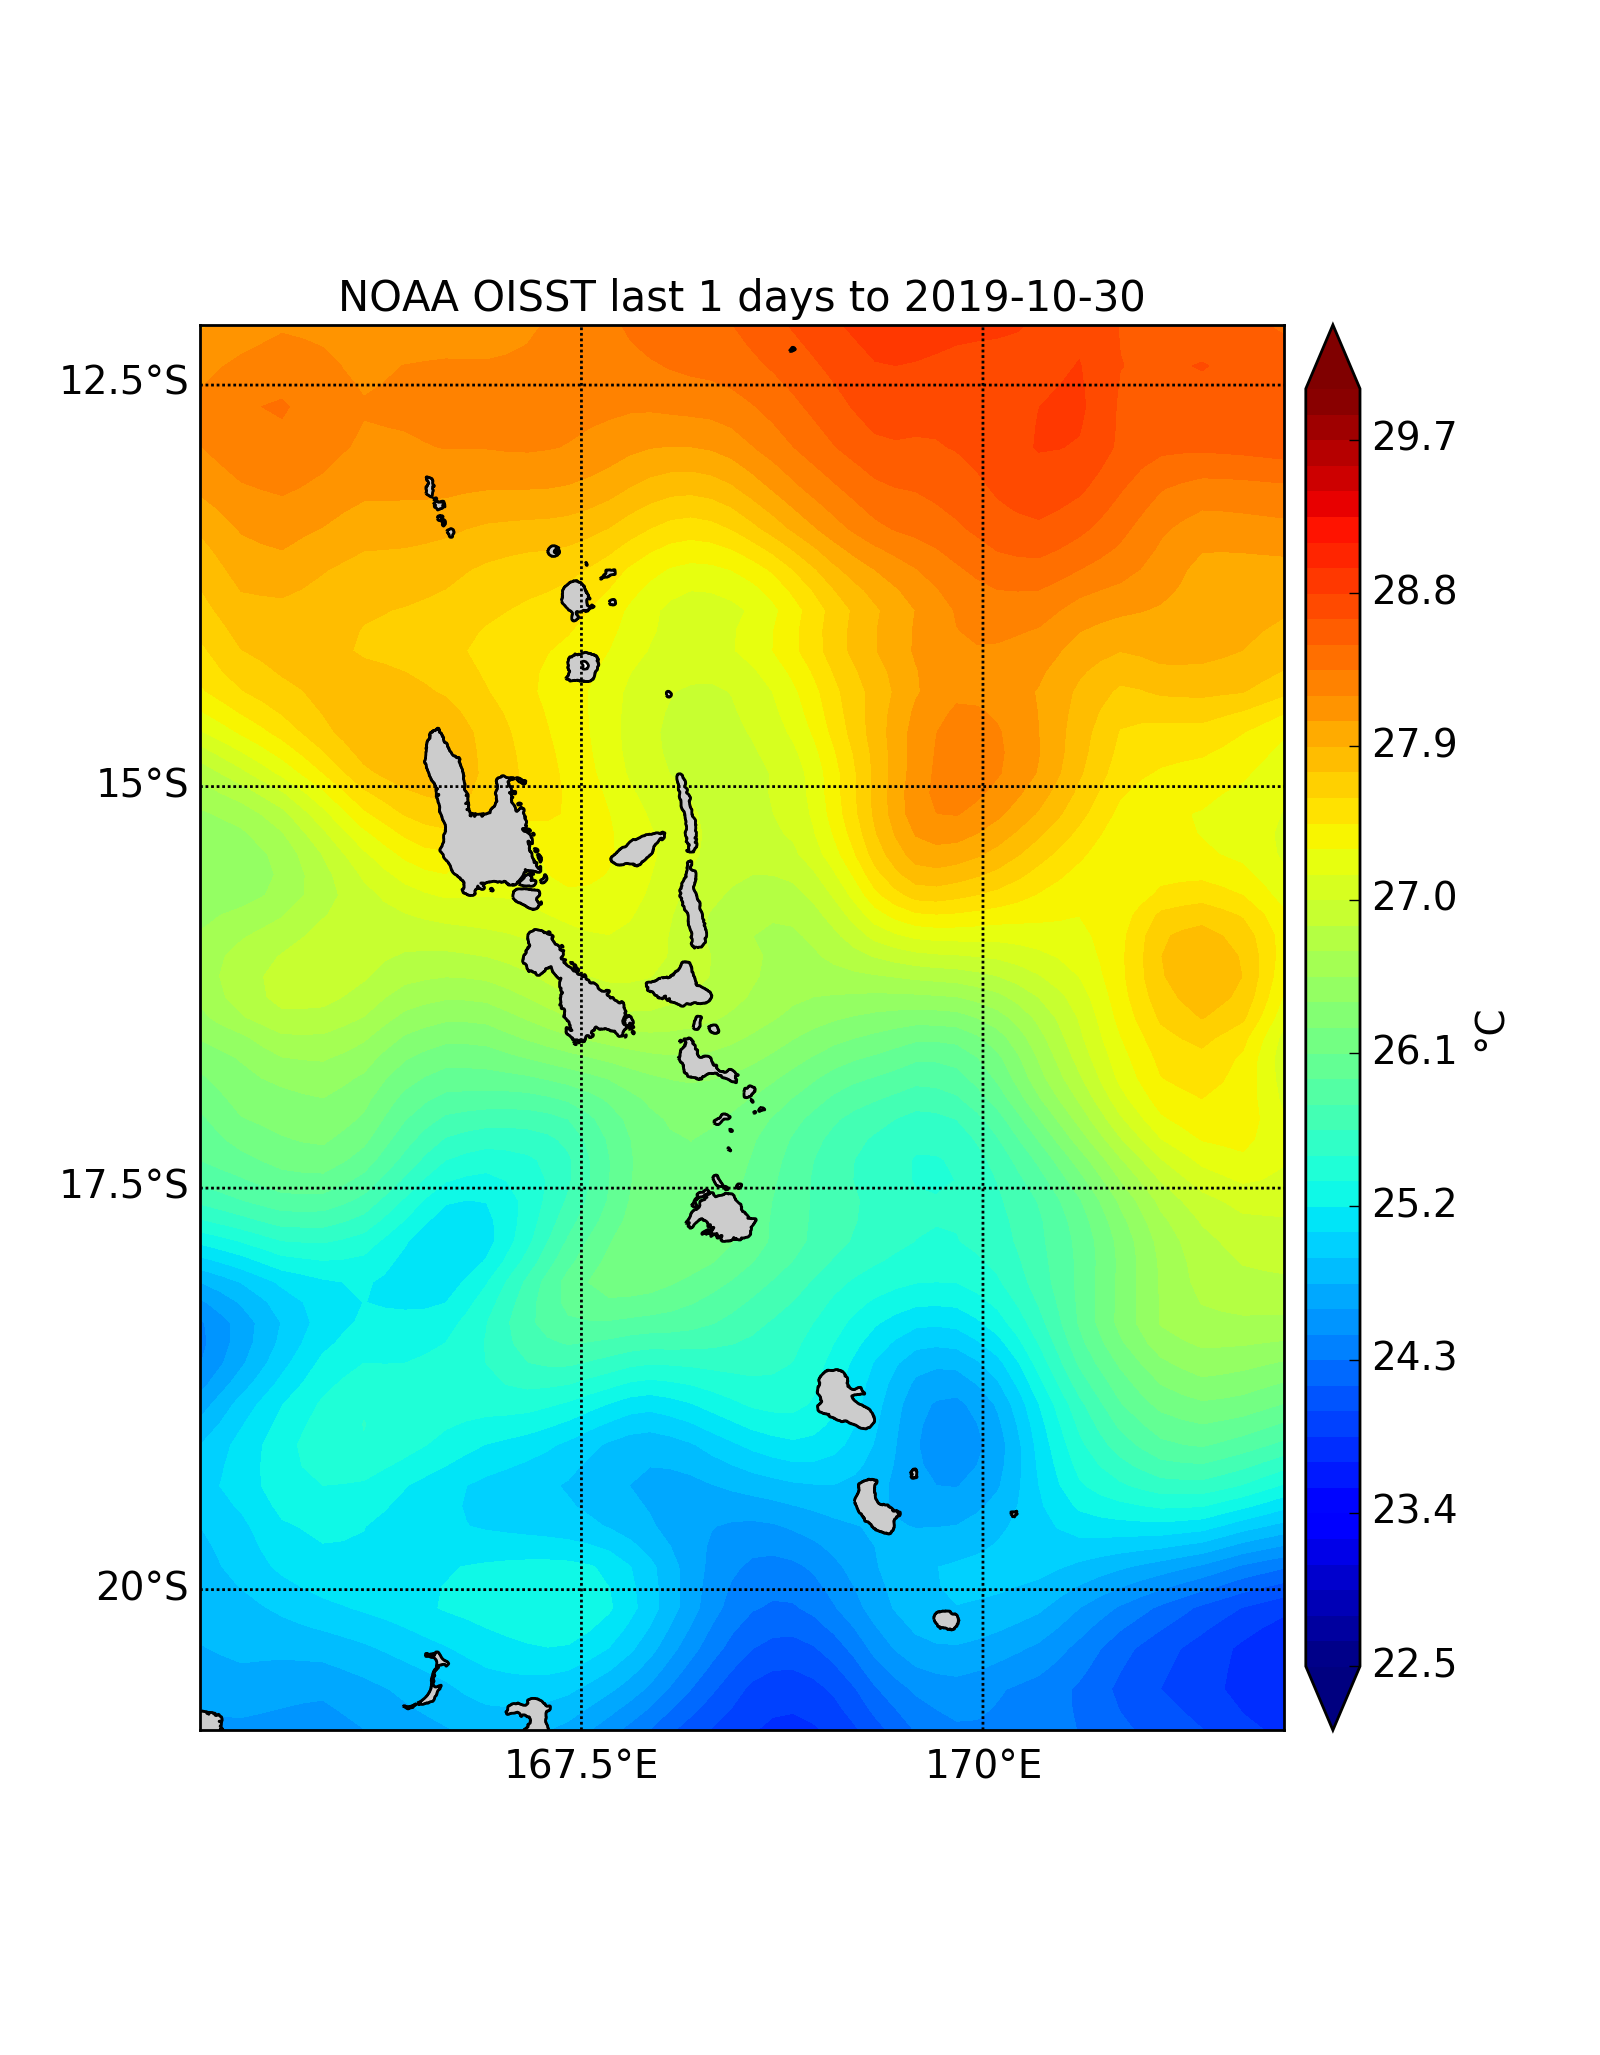 NOAA OISST last 1 days to 2019-10-30
12.5°S
15°S
17.5°S
20°S
167.5°E
170°E
29.7
28.8
27.9
27.0
26.1
25.2
24.3
23.4
22.5
°C